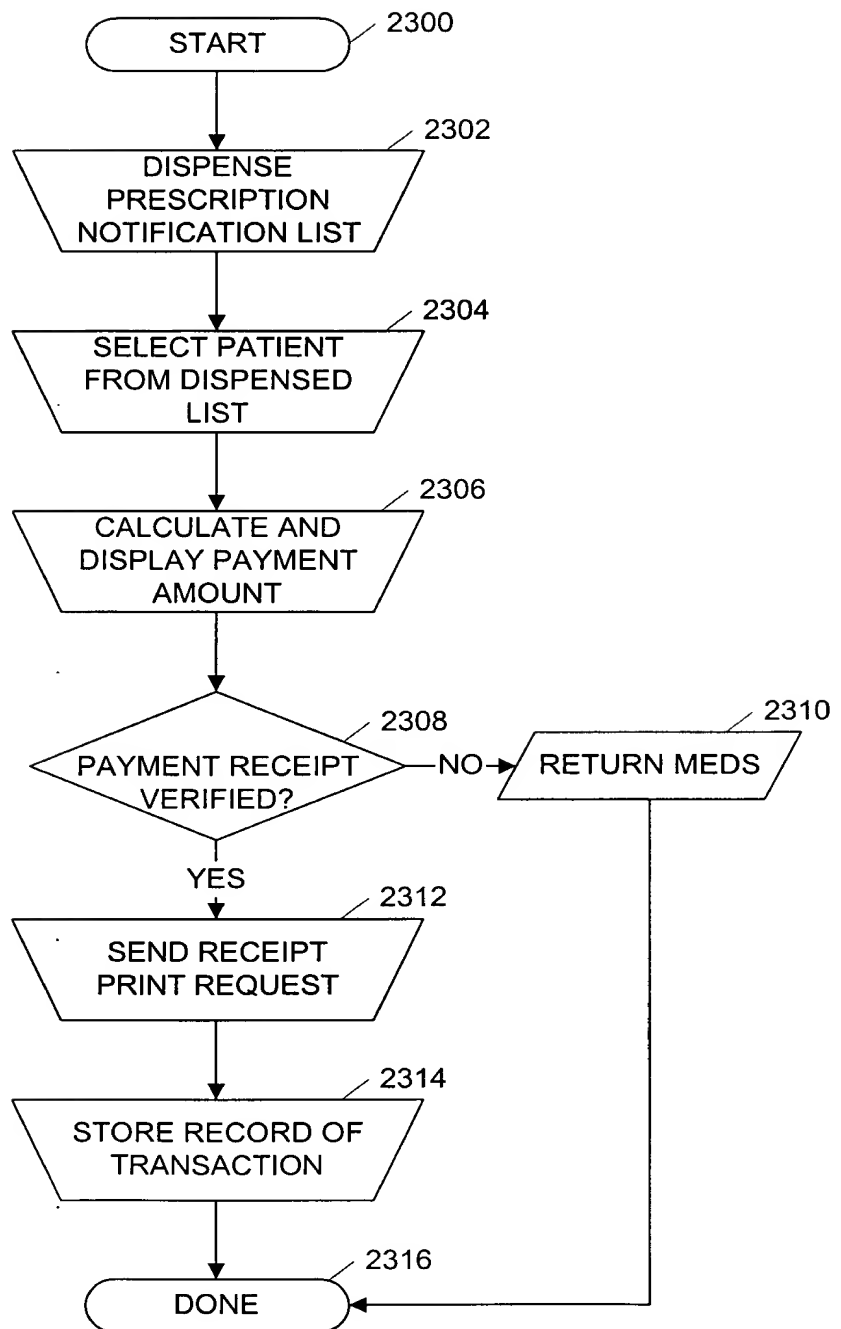 START
2300
2302
DISPENSE
PRESCRIPTION
NOTIFICATION LIST
2304
SELECT PATIENT
FROM DISPENSED
LIST
2306
CALCULATE AND
DISPLAY PAYMENT
AMOUNT
2308
PAYMENT RECEIPT
VERIFIED?
NO
2310
RETURN MEDS
YES
2312
SEND RECEIPT
PRINT REQUEST
2314
STORE RECORD OF
TRANSACTION
2316
DONE